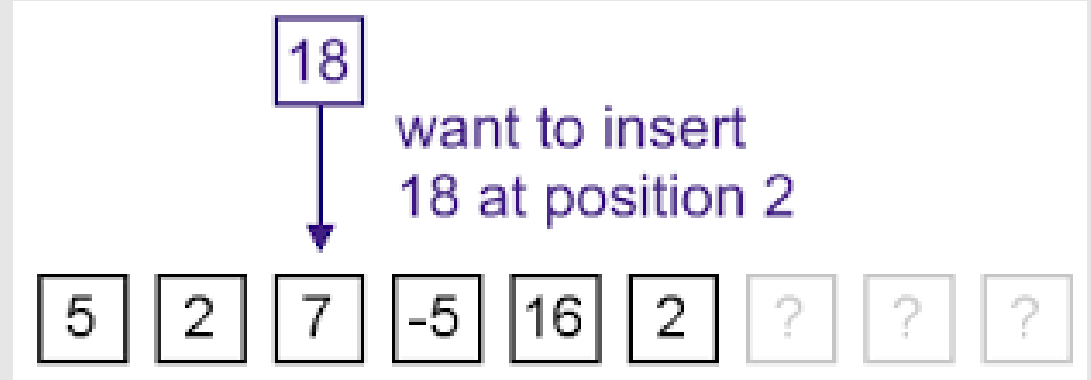 18
want to insert
18 at position 2
5 2 7 -5 16 2 ? ? ?